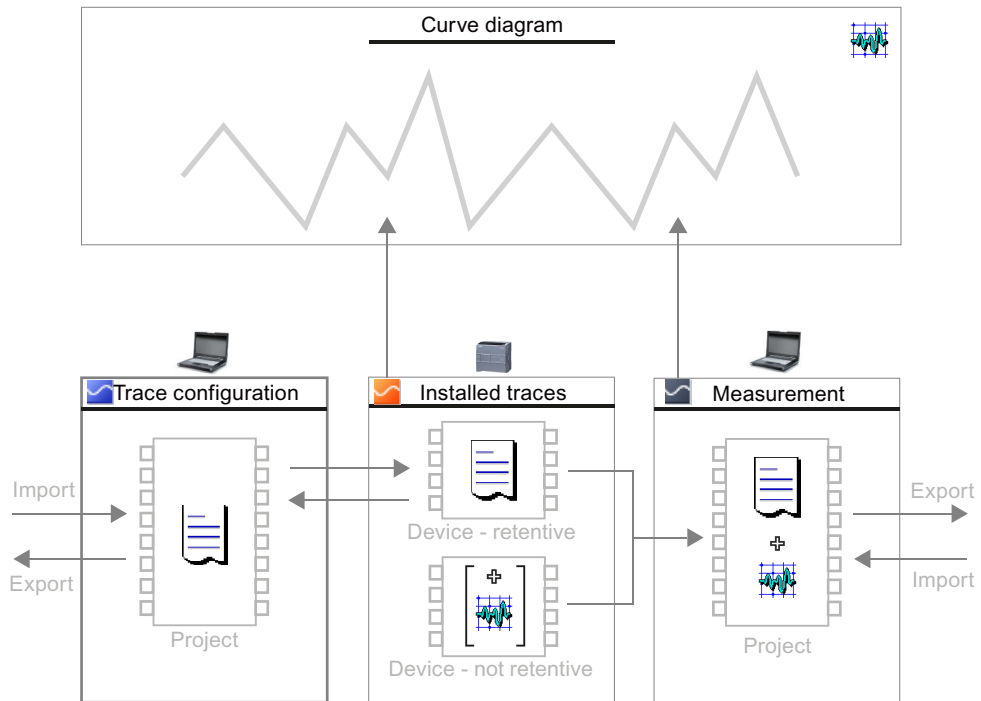 Curve diagram
Trace configuration
Installed traces
Measurement
Import
Export
Project
Device - retentive
Device - not retentive
Export
Import
Project